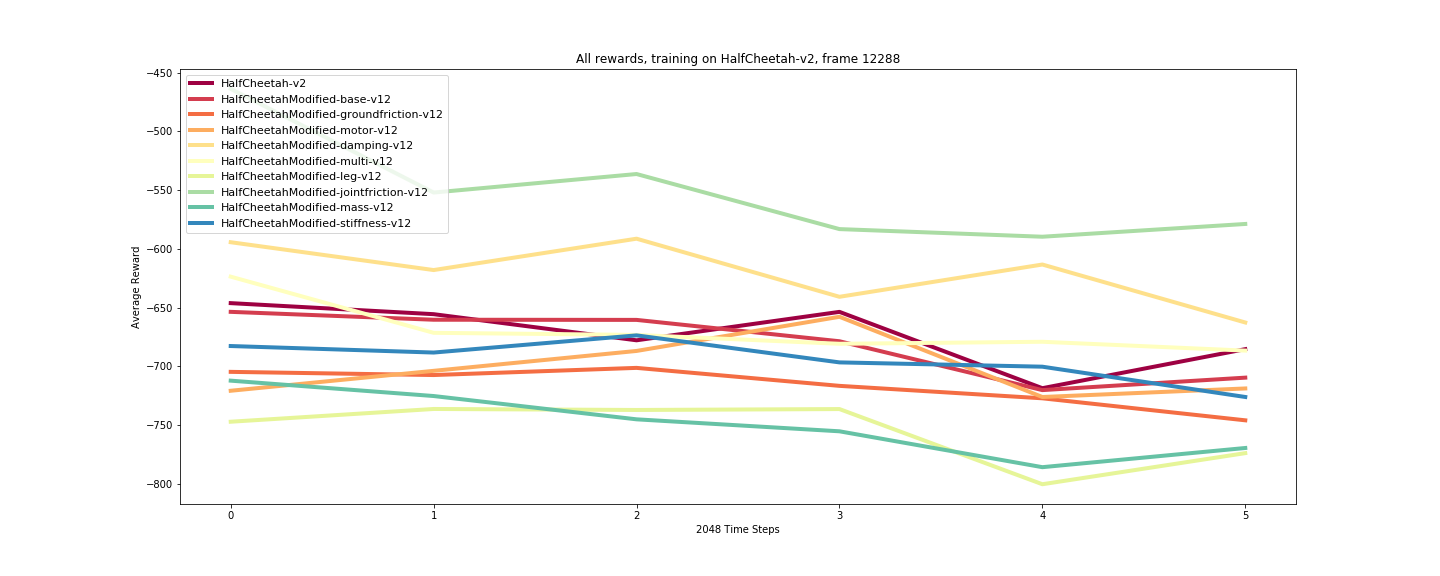 All rewards, training on HalfCheetah-v2, frame 12288
−450
−500
−550
−600
−650
−700
−750
−800
Average Reward
HalfCheetah-v2
HalfCheetahModified-base-v12
HalfCheetahModified-groundfriction-v12
HalfCheetahModified-motor-v12
HalfCheetahModified-damping-v12
HalfCheetahModified-multi-v12
HalfCheetahModified-leg-v12
HalfCheetahModified-jointfriction-v12
HalfCheetahModified-mass-v12
HalfCheetahModified-stiffness-v12
0 1 2 3 4 5
2048 Time Steps